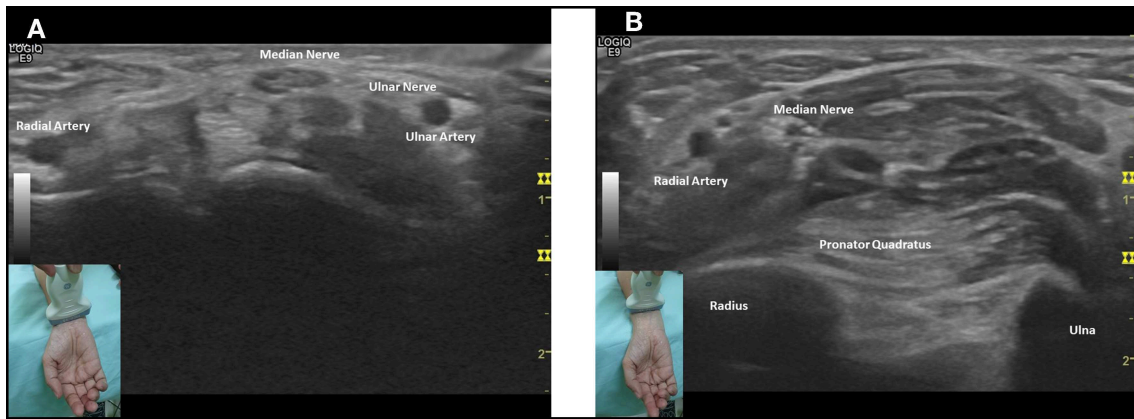 A
LOGIQ
E9
Median Nerve
Ulnar Nerve
Radial Artery
Ulnar Artery
1
2
B
LOGIQ
E9
Median Nerve
Radial Artery
1
Pronator Quadratus
Radius
Ulna
2